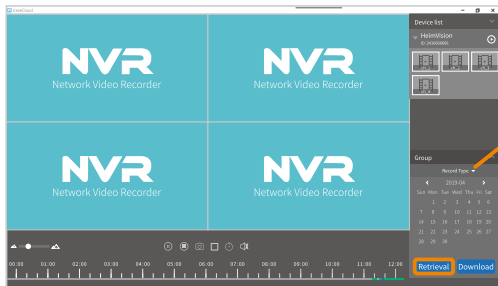 Device list
HeimVision
NVR
Network Video Recorder
NVR
Network Video Recorder
NVR
Network Video Recorder
NVR
Network Video Recorder
Group
Record Type
2019-04
Sun Mon Tue Wed Thu Fri Sat
1 2 3 4 5 6
7 8 9 10 11 12 13
14 15 16 17 18 19 20
21 22 23 24 25 26 27
28 29 30
Retrieval Download
00:00 01:00 02:00 03:00 04:00 05:00 06:00 07:00 08:00 09:00 10:00 11:00 12:00